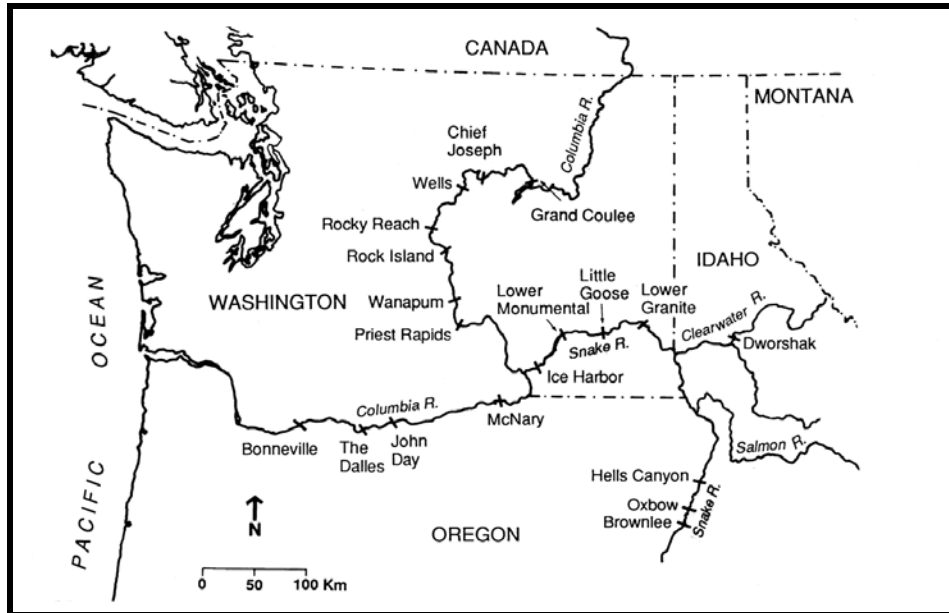 CANADA
MONTANA
Columbia R.
Chief
Joseph
Wells
Grand Coulee
Rocky Reach
Rock Island
IDAHO
WASHINGTON
Wanapum
Priest Rapids
Lower
Monumental
Little
Goose
Lower
Granite
Clearwater R.
Dworshak
Snake R.
Ice Harbor
OCEAN
PACIFIC
Columbia R.
McNary
Bonneville
The
Dalles
John
Day
Salmon R.
Hells Canyon
Oxbow
Brownlee
Snake R.
N
OREGON
0 50 100 Km